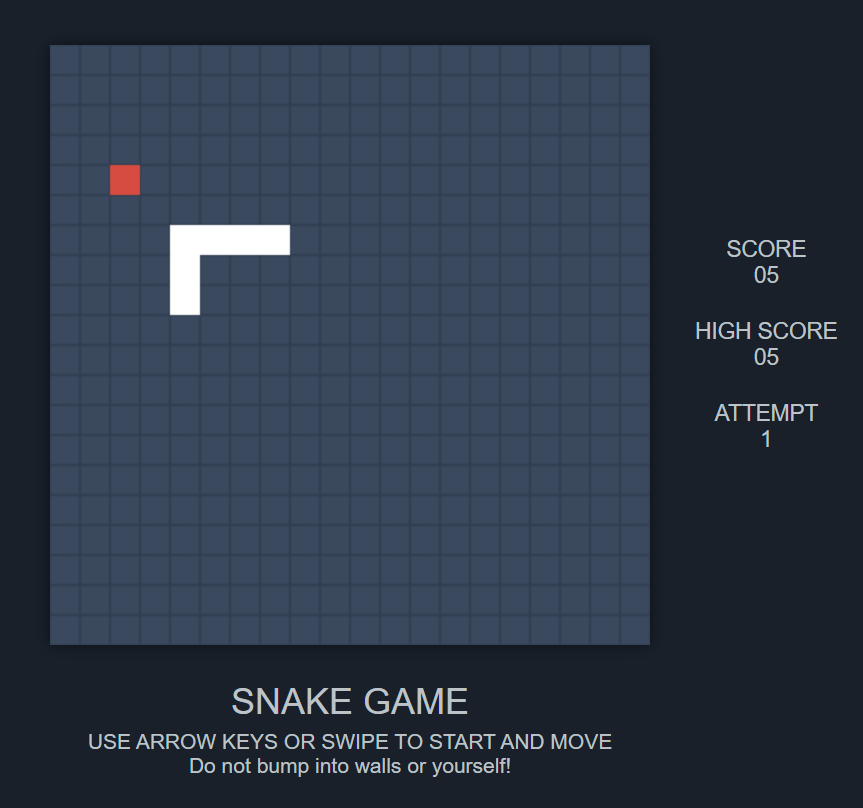 SCORE
05
HIGH SCORE
05
ATTEMPT
1
SNAKE GAME
USE ARROW KEYS OR SWIPE TO START AND MOVE
Do not bump into walls or yourself!